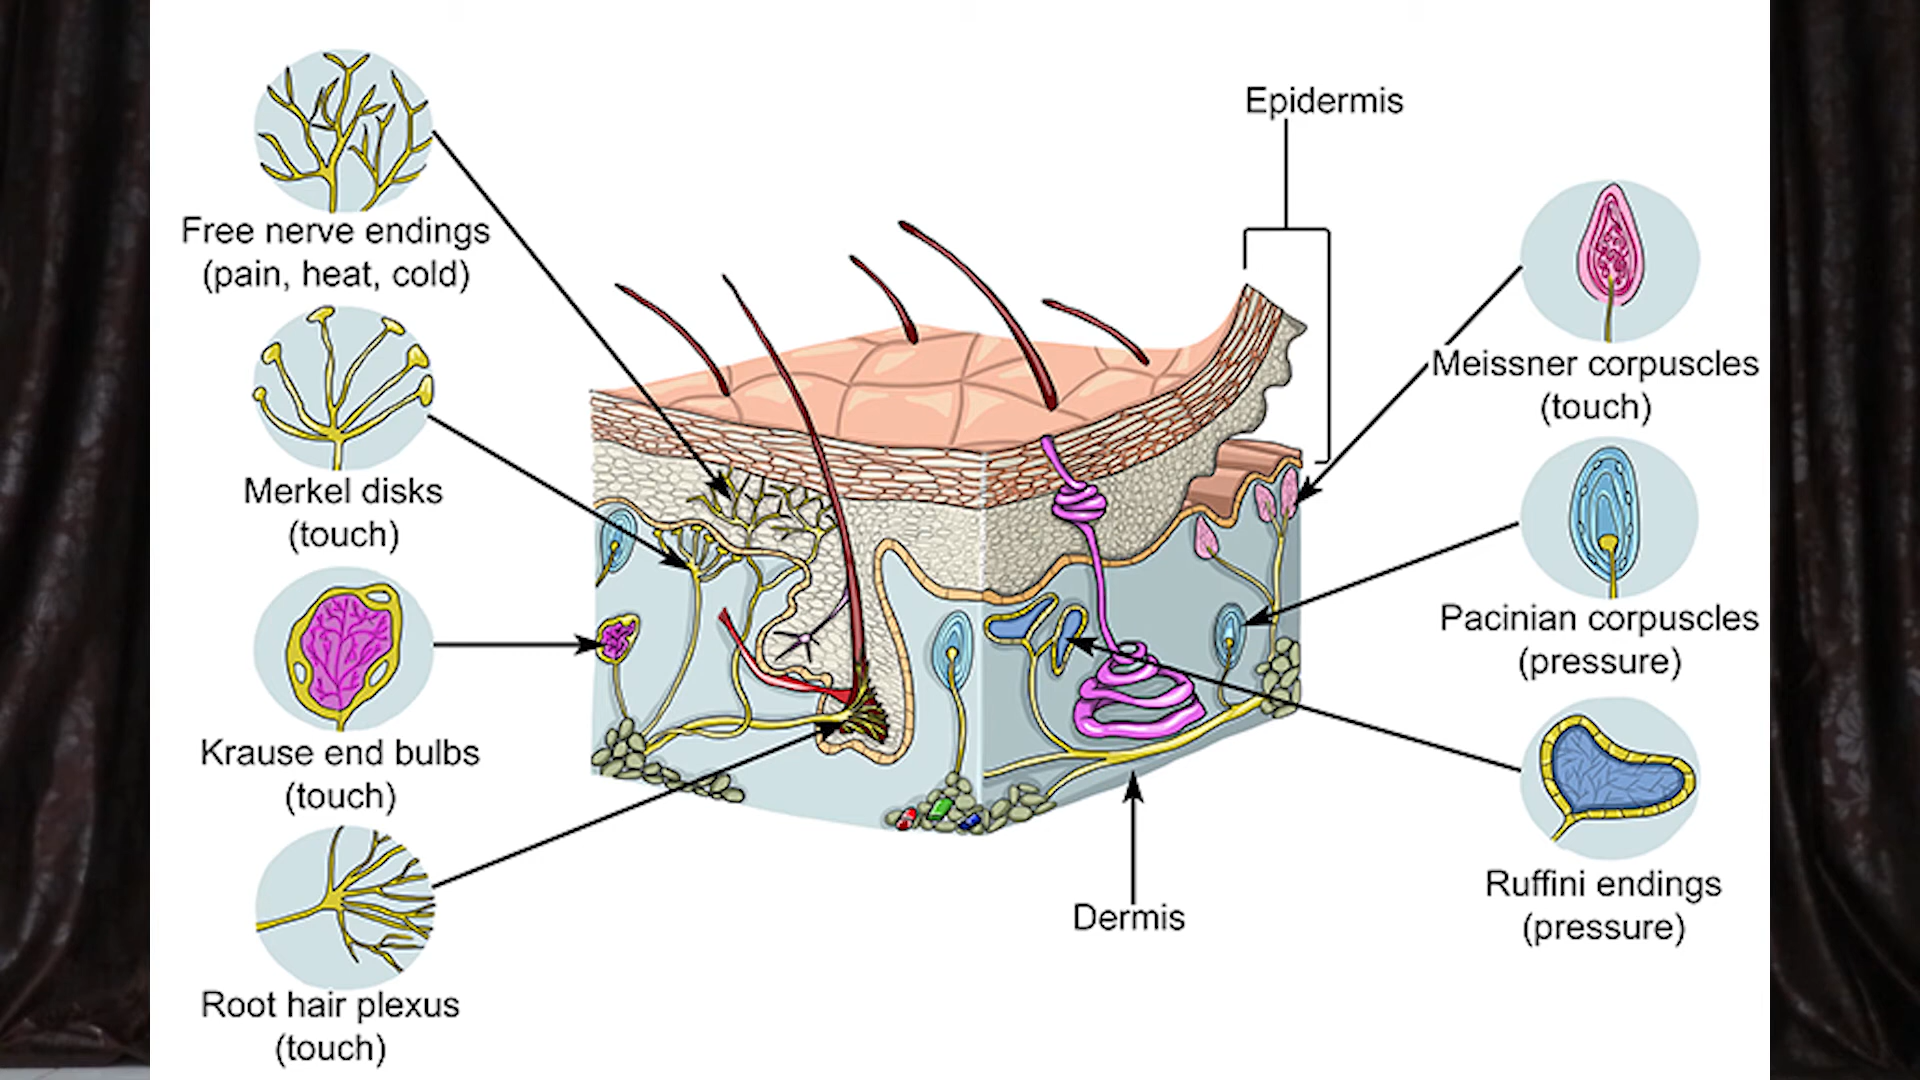 Free nerve endings
(pain, heat, cold)
Merkel disks
(touch)
Krause end bulbs
(touch)
Root hair plexus
(touch)
Epidermis
Dermis
Meissner corpuscles
(touch)
Pacinian corpuscles
(pressure)
Ruffini endings
(pressure)